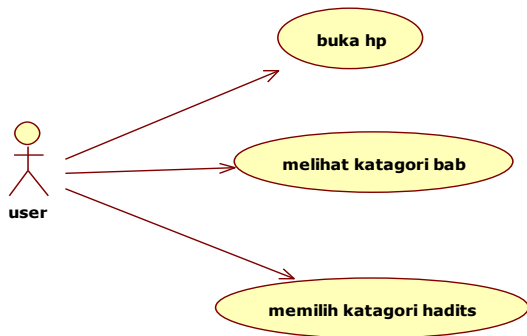 buka hp
melihat katagori bab
user
memilih katagori hadits